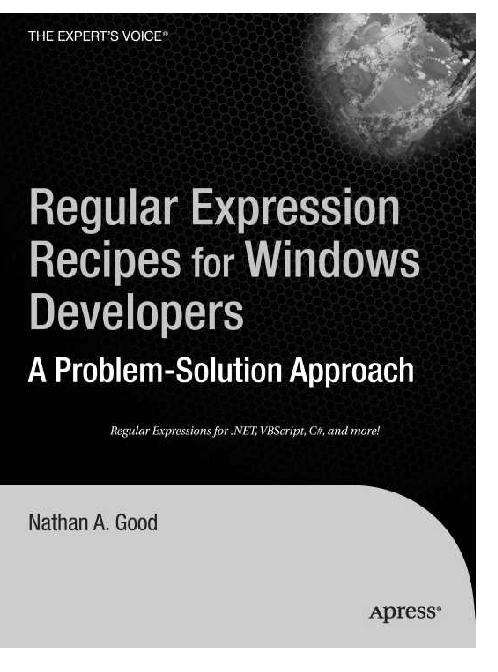 THE EXPERT'S VOICE®
Regular Expression
Recipes for Windows
Developers
A Problem-Solution Approach
Regular Expressions for .NET, VBScript, C#, and more!
Nathan A. Good
Apress®